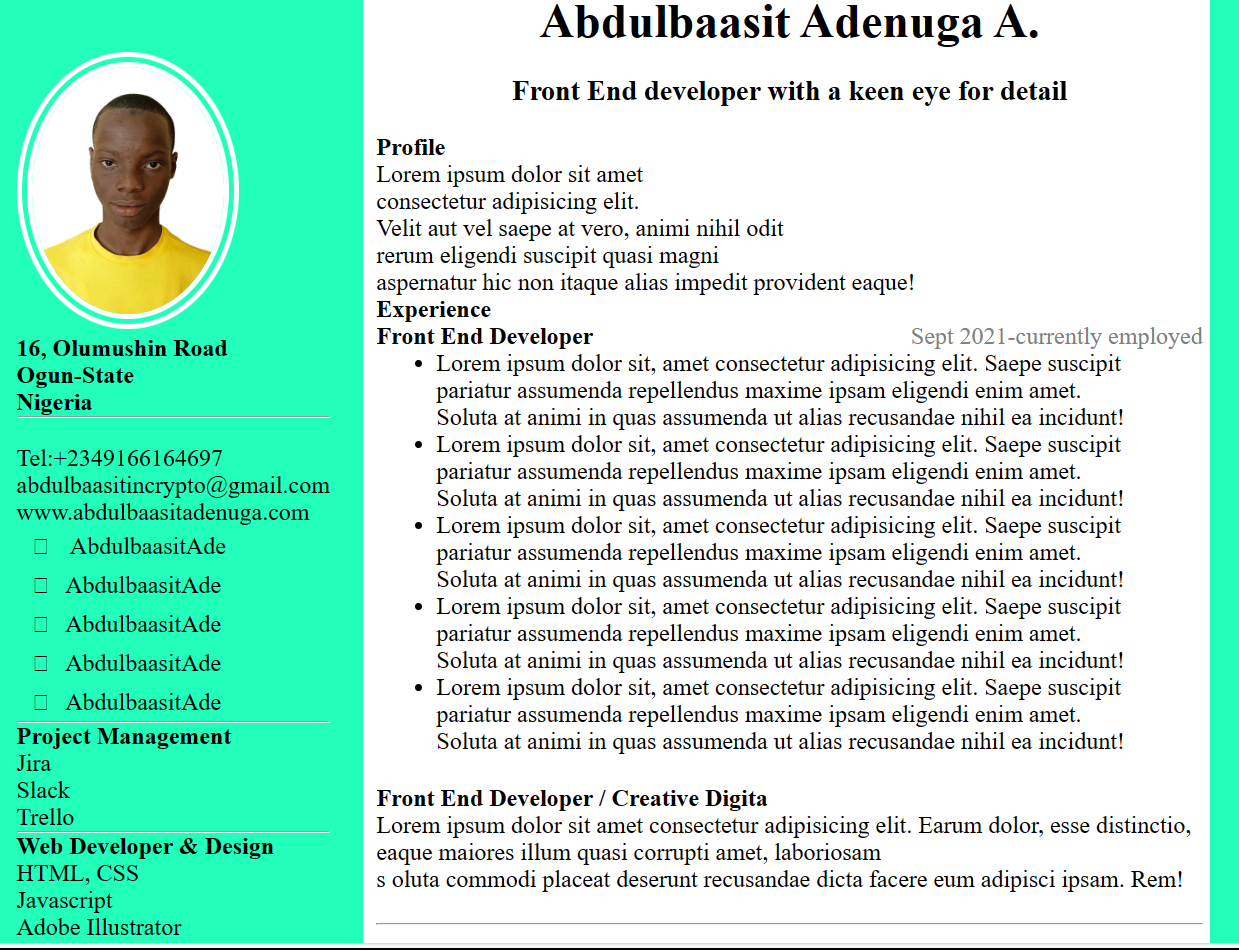 Abdulbaasit Adenuga A.
Front End developer with a keen eye for detail
16, Olumushin Road
Ogun-State
Nigeria
Tel:+2349166164697
abdulbaasitincrypto@gmail.com
www.abdulbaasitadenuga.com
AbdulbaasitAde
AbdulbaasitAde
AbdulbaasitAde
AbdulbaasitAde
AbdulbaasitAde
Project Management
Jira
Slack
Trello
Web Developer & Design
HTML, CSS
Javascript
Adobe Illustrator
Profile
Lorem ipsum dolor sit amet
consectetur adipisicing elit.
Velit aut vel saepe at vero, animi nihil odit
rerum eligendi suscipit quasi magni
aspernatur hic non itaque alias impedit provident eaque!
Experience
Front End Developer Sept 2021-currently employed
• Lorem ipsum dolor sit, amet consectetur adipisicing elit. Saepe suscipit
pariatur assumenda repellendus maxime ipsam eligendi enim amet.
Soluta at animi in quas assumenda ut alias recusandae nihil ea incidunt!
• Lorem ipsum dolor sit, amet consectetur adipisicing elit. Saepe suscipit
pariatur assumenda repellendus maxime ipsam eligendi enim amet.
Soluta at animi in quas assumenda ut alias recusandae nihil ea incidunt!
• Lorem ipsum dolor sit, amet consectetur adipisicing elit. Saepe suscipit
pariatur assumenda repellendus maxime ipsam eligendi enim amet.
Soluta at animi in quas assumenda ut alias recusandae nihil ea incidunt!
• Lorem ipsum dolor sit, amet consectetur adipisicing elit. Saepe suscipit
pariatur assumenda repellendus maxime ipsam eligendi enim amet.
Soluta at animi in quas assumenda ut alias recusandae nihil ea incidunt!
• Lorem ipsum dolor sit, amet consectetur adipisicing elit. Saepe suscipit
pariatur assumenda repellendus maxime ipsam eligendi enim amet.
Soluta at animi in quas assumenda ut alias recusandae nihil ea incidunt!
Front End Developer / Creative Digita
Lorem ipsum dolor sit amet consectetur adipisicing elit. Earum dolor, esse distinctio,
eaque maiores illum quasi corrupti amet, laboriosam
s oluta commodi placeat deserunt recusandae dicta facere eum adipisci ipsam. Rem!